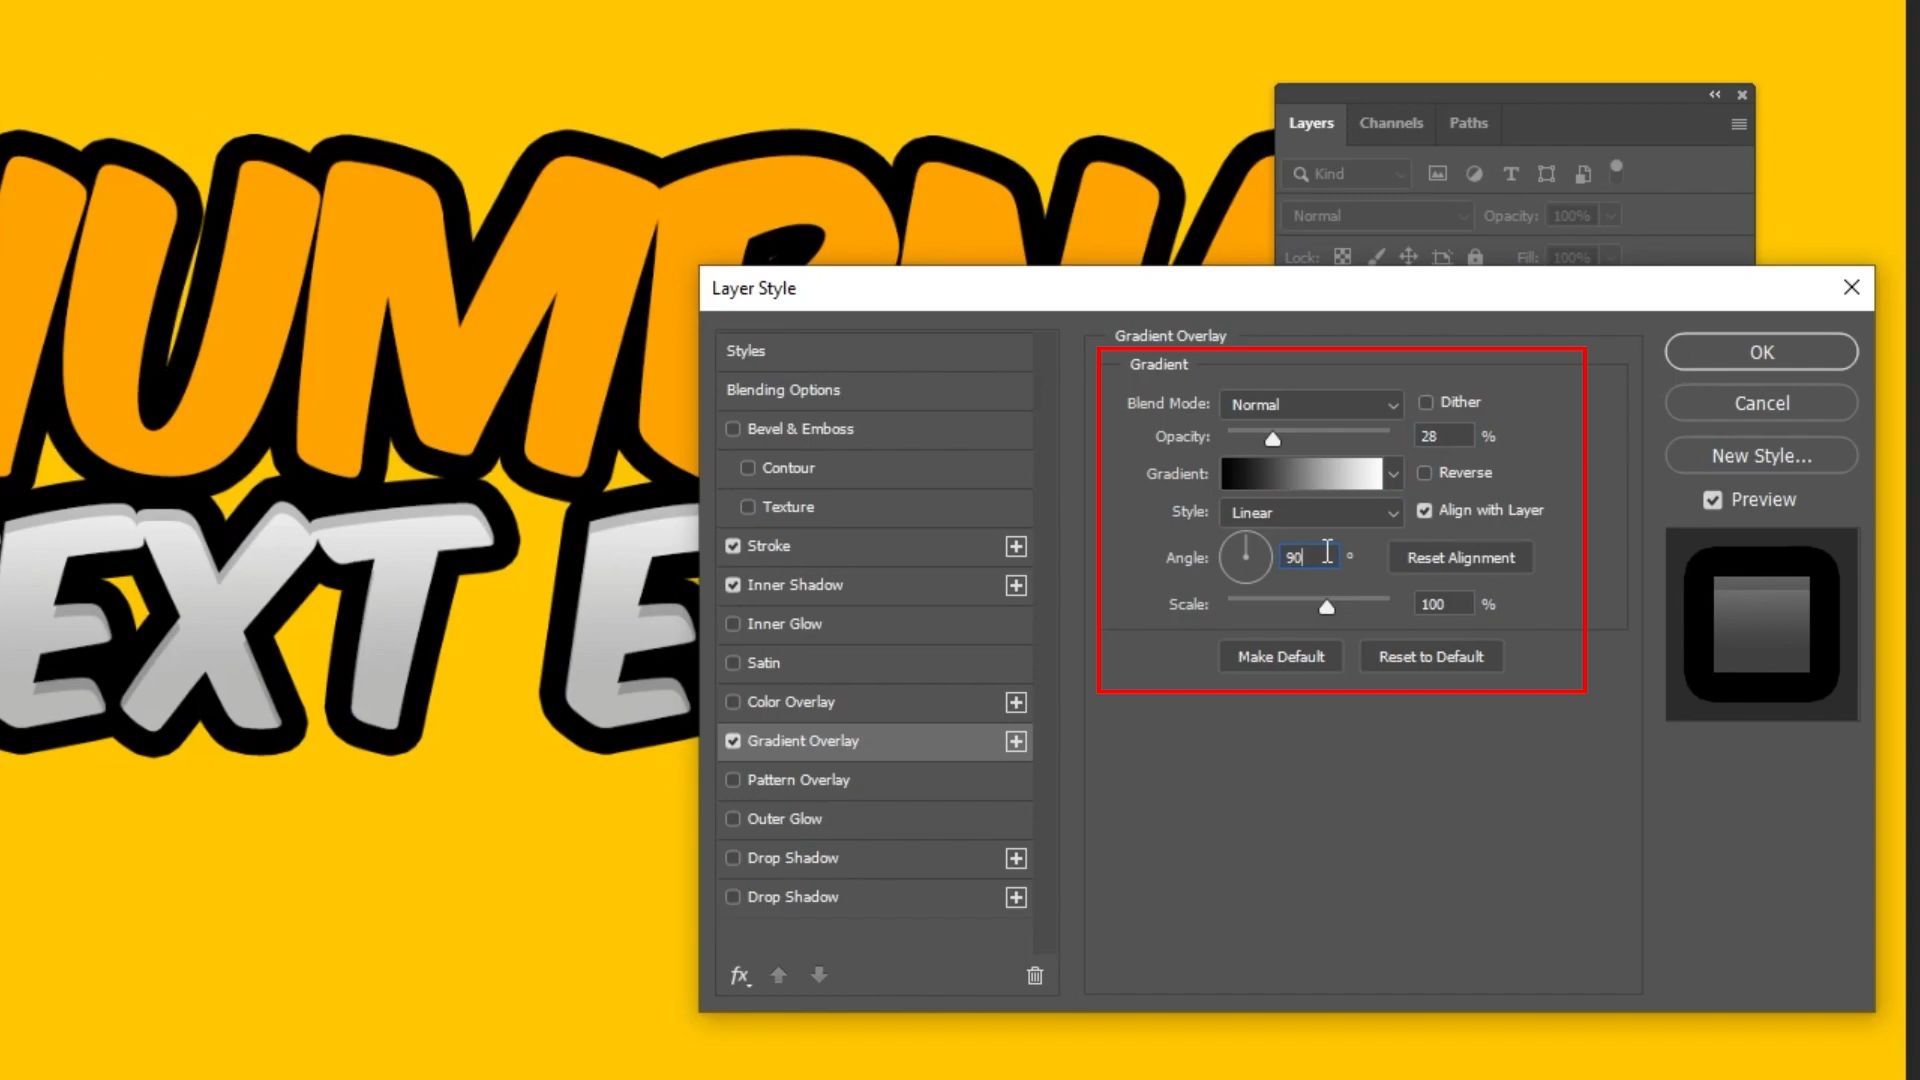 Layers Channels Paths
Kind
Normal Opacity: 100%
Lock: Fill: 100%
EXT E
Layer Style
Styles
Blending Options
Bevel & Emboss
Contour
Texture
Stroke
Inner Shadow
Inner Glow
Satin
Color Overlay
Gradient Overlay
Pattern Overlay
Outer Glow
Drop Shadow
Drop Shadow
fx
Gradient Overlay
Gradient
Blend Mode: Normal Dither
Opacity: 28 %
Gradient: Reverse
Style: Linear Align with Layer
Angle: 90 ° Reset Alignment
Scale: 100 %
Make Default Reset to Default
OK
Cancel
New Style...
Preview